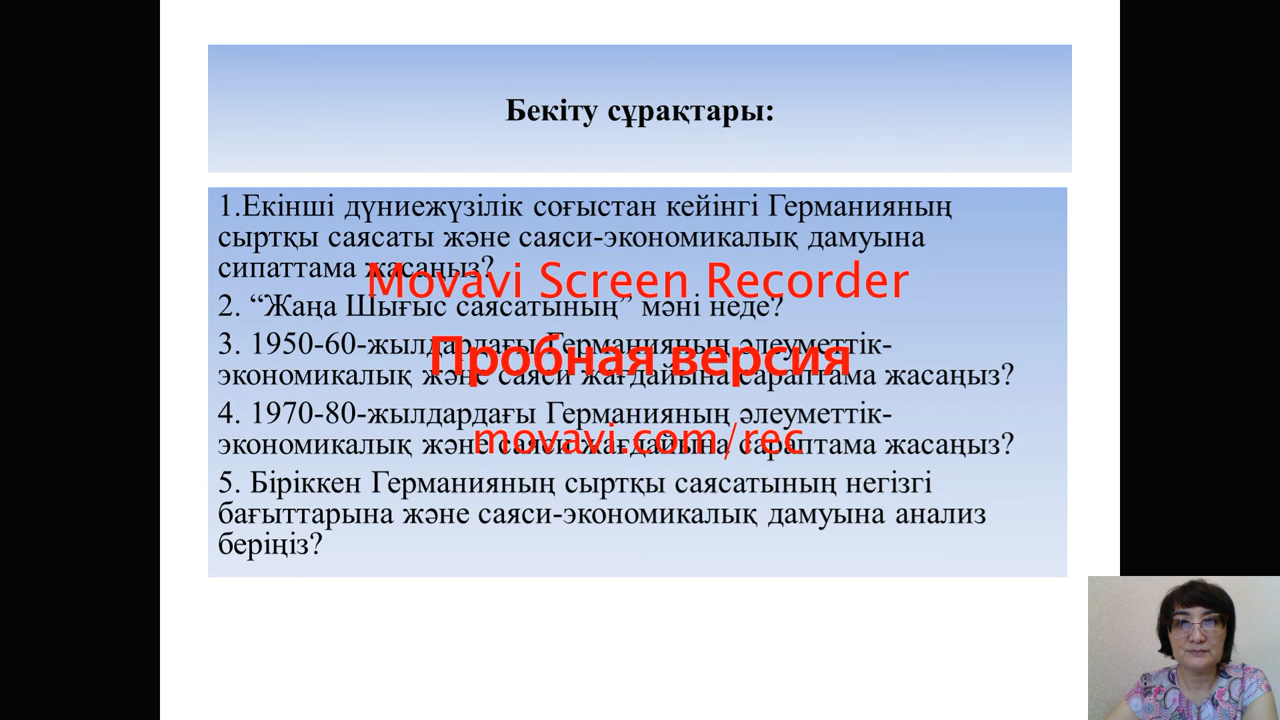 Бекіту сұрақтары:
1.Екінші дүниежүзілік соғыстан кейінгі Германияның
сыртқы саясаты және саяси-экономикалық дамуына
сипаттама жасаңыз?
Movavi Screen Recorder
2. “Жаңа Шығыс саясатының” мәні неде?
3. 1950-60-жылдардағы Германияның әлеуметтік-
Пробная версия
экономикалық және саяси жағдайына сараптама жасаңыз?
4. 1970-80-жылдардағы Германияның әлеуметтік-
movavi.com/rec
экономикалық және саяси жағдайына сараптама жасаңыз?
5. Біріккен Германияның сыртқы саясатының негізгі
бағыттарына және саяси-экономикалық дамуына анализ
беріңіз?